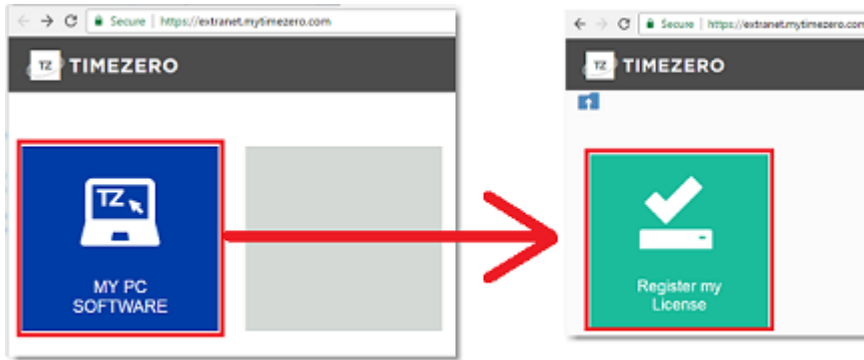 Secure | https://extranet.mytimezero.com
TZ TIMEZERO
TZ
MY PC
SOFTWARE
Secure | https://extranet.mytimezero.com
TZ TIMEZERO
Register my
License